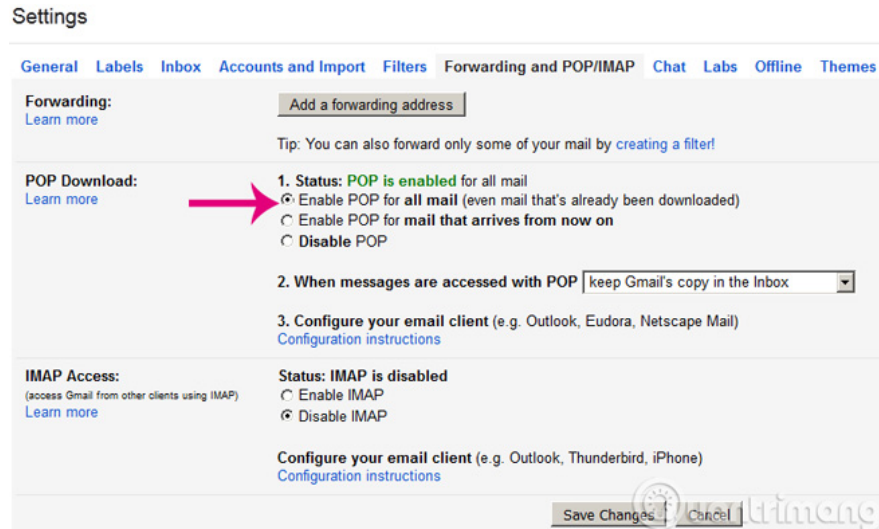 Settings
General Labels Inbox Accounts and Import Filters Forwarding and POP/IMAP Chat Labs Offline Themes
Forwarding:
Learn more
Add a forwarding address
Tip: You can also forward only some of your mail by creating a filter!
POP Download:
Learn more
1. Status: POP is enabled for all mail
Enable POP for all mail (even mail that's already been downloaded)
Enable POP for mail that arrives from now on
Disable POP
2. When messages are accessed with POP keep Gmail's copy in the Inbox
3. Configure your email client (e.g. Outlook, Eudora, Netscape Mail)
Configuration instructions
IMAP Access:
(access Gmail from other clients using IMAP)
Learn more
Status: IMAP is disabled
Enable IMAP
Disable IMAP
Configure your email client (e.g. Outlook, Thunderbird, iPhone)
Configuration instructions
Save Changes Cancel
uantrimang